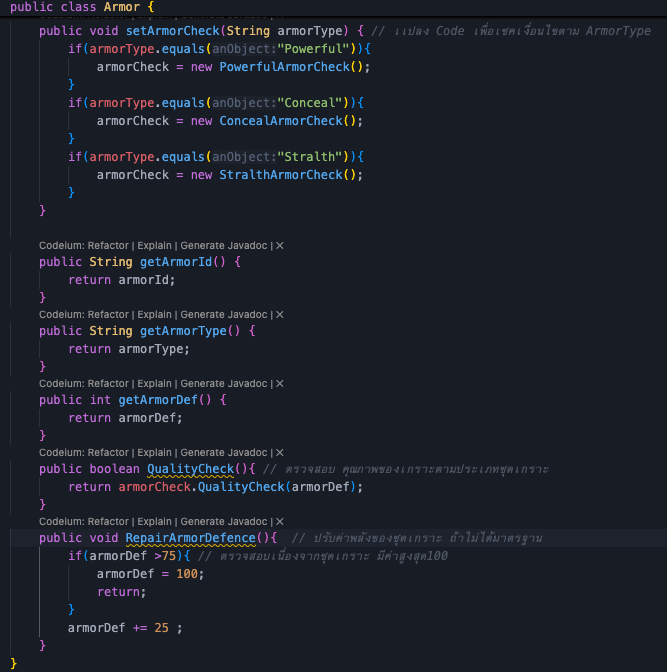 public class Armor {
Codeium: Refactor | Explain | Generate Javadoc | ×
public void setArmorCheck(String armorType) { // แปลง Code เพื่อเชคเงื่อนไขตาม ArmorType
if(armorType.equals(anObject:"Powerful")){
armorCheck = new PowerfulArmorCheck();
}
if(armorType.equals(anObject:"Conceal")){
armorCheck = new ConcealArmorCheck();
}
if(armorType.equals(anObject:"Stralth")){
armorCheck = new StralthArmorCheck();
}
}
Codeium: Refactor | Explain | Generate Javadoc | ×
public String getArmorId() {
return armorId;
}
Codeium: Refactor | Explain | Generate Javadoc | ×
public String getArmorType() {
return armorType;
}
Codeium: Refactor | Explain | Generate Javadoc | ×
public int getArmorDef() {
return armorDef;
}
Codeium: Refactor | Explain | Generate Javadoc | ×
public boolean QualityCheck(){ // ตรวจสอบ คุณภาพของเกราะตามประเภทชุดเกราะ
return armorCheck.QualityCheck(armorDef);
}
Codeium: Refactor | Explain | Generate Javadoc | ×
public void RepairArmorDefence(){ // ปรับค่าพลังของชุดเกราะ ถ้าไม่ได้มาตรฐาน
if(armorDef >75){ // ตรวจสอบเนื่องจากชุดเกราะ มีค่าสูงสุด100
armorDef = 100;
return;
}
armorDef += 25 ;
}
}